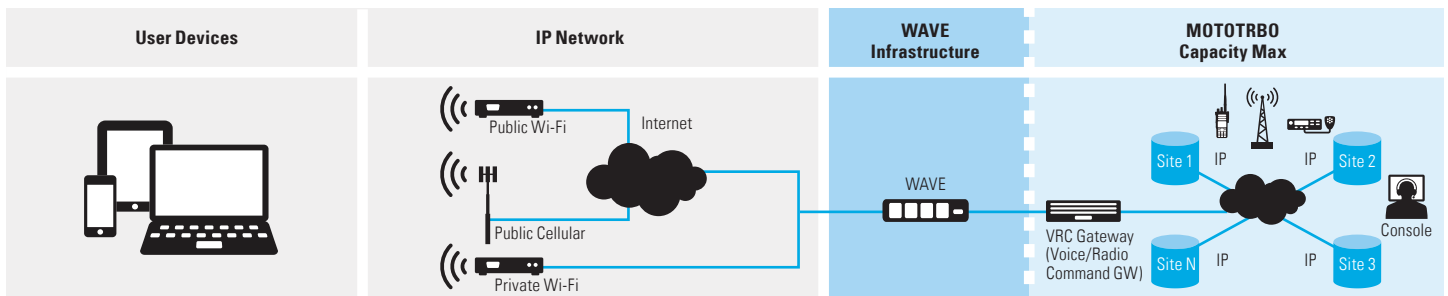 User Devices
IP Network
WAVE
Infrastructure
MOTOTRBO
Capacity Max
Public Wi-Fi
Internet
Public Cellular
Private Wi-Fi
WAVE
VRC Gateway
(Voice/Radio
Command GW)
Site 1
IP
IP
Site 2
Console
Site N
IP
IP
Site 3